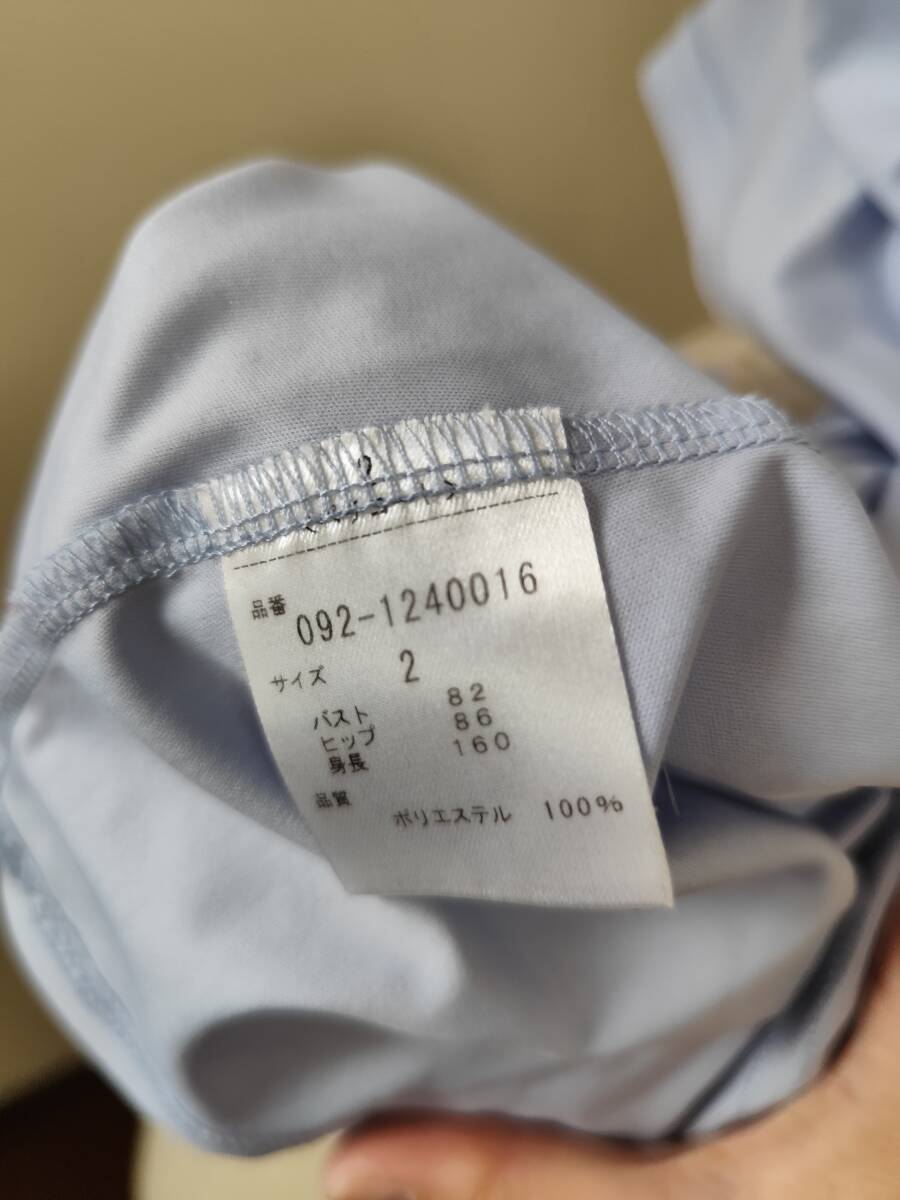 品番 092-1240016
サイズ 2
バスト 82
ヒップ 86
身長 160
品質
ポリエステル 100%